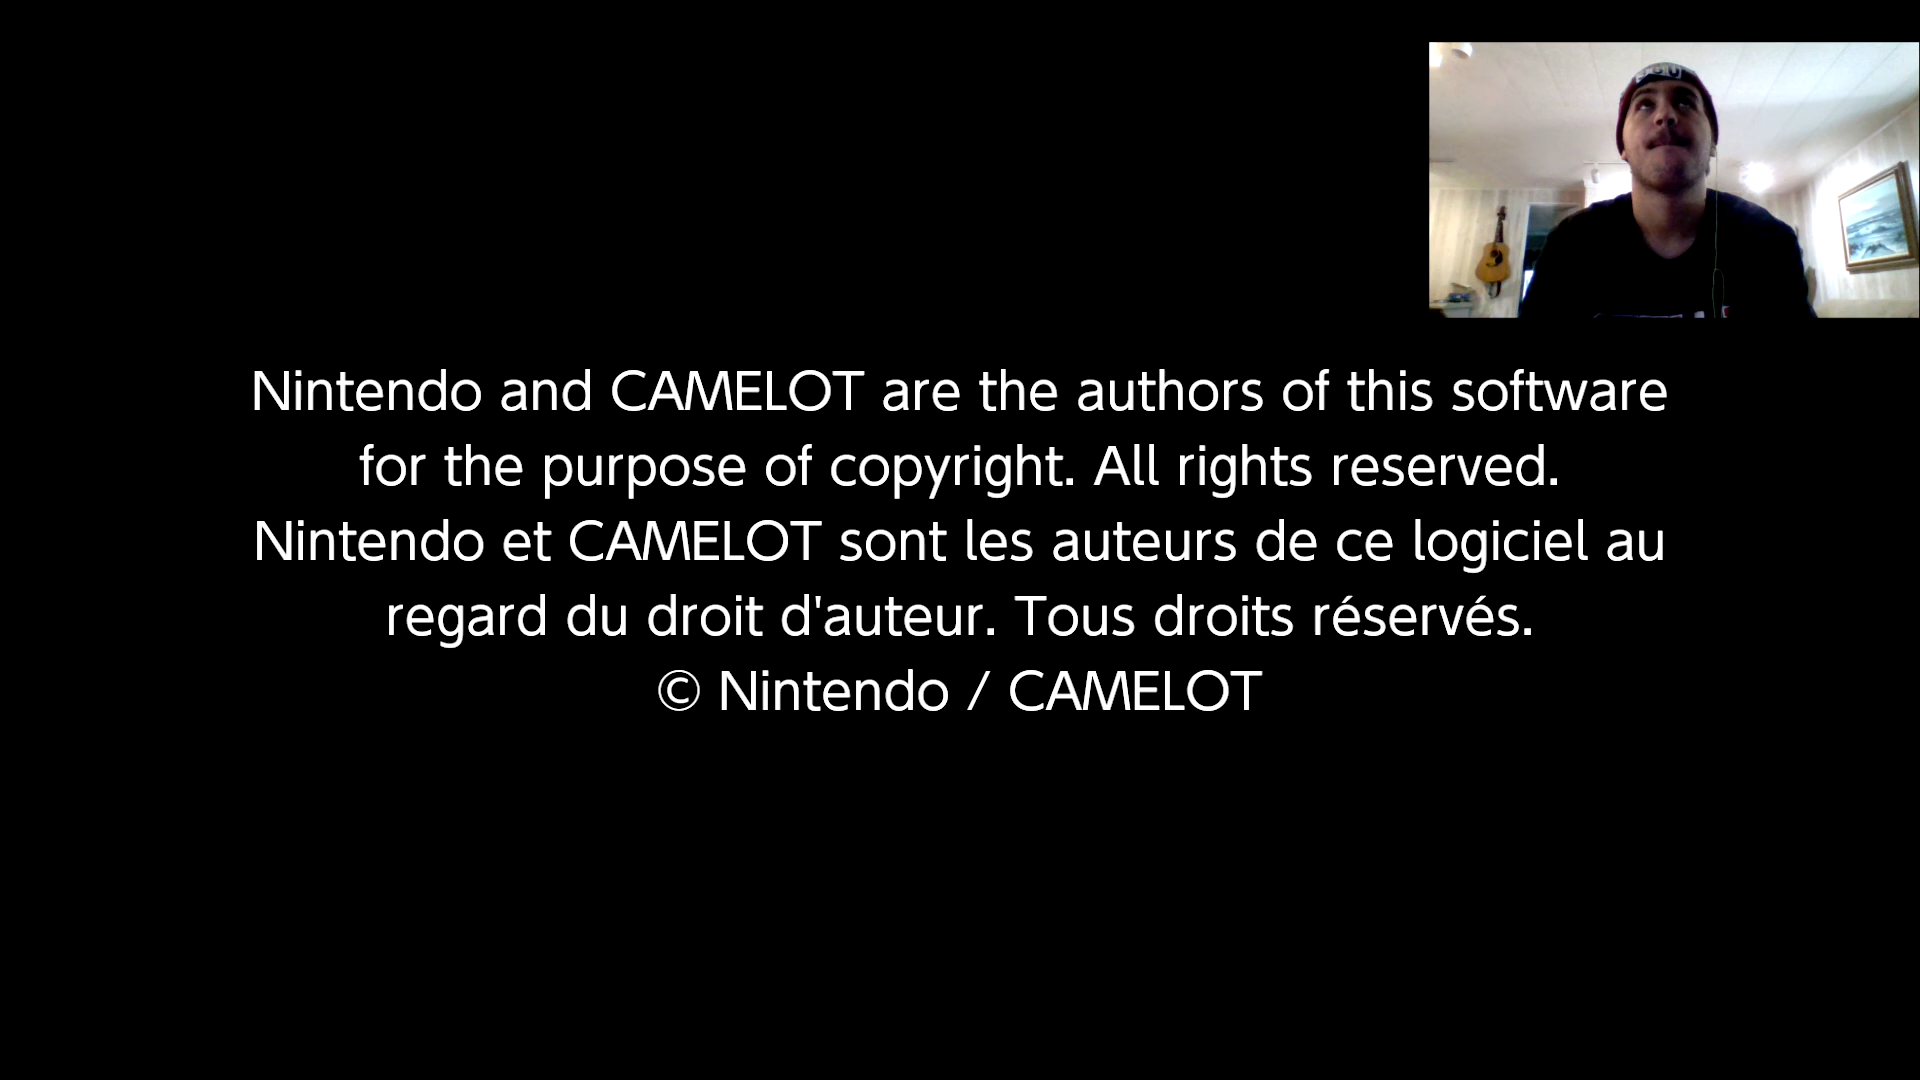 Nintendo and CAMELOT are the authors of this software
for the purpose of copyright. All rights reserved.
Nintendo et CAMELOT sont les auteurs de ce logiciel au
regard du droit d'auteur. Tous droits réservés.
© Nintendo / CAMELOT